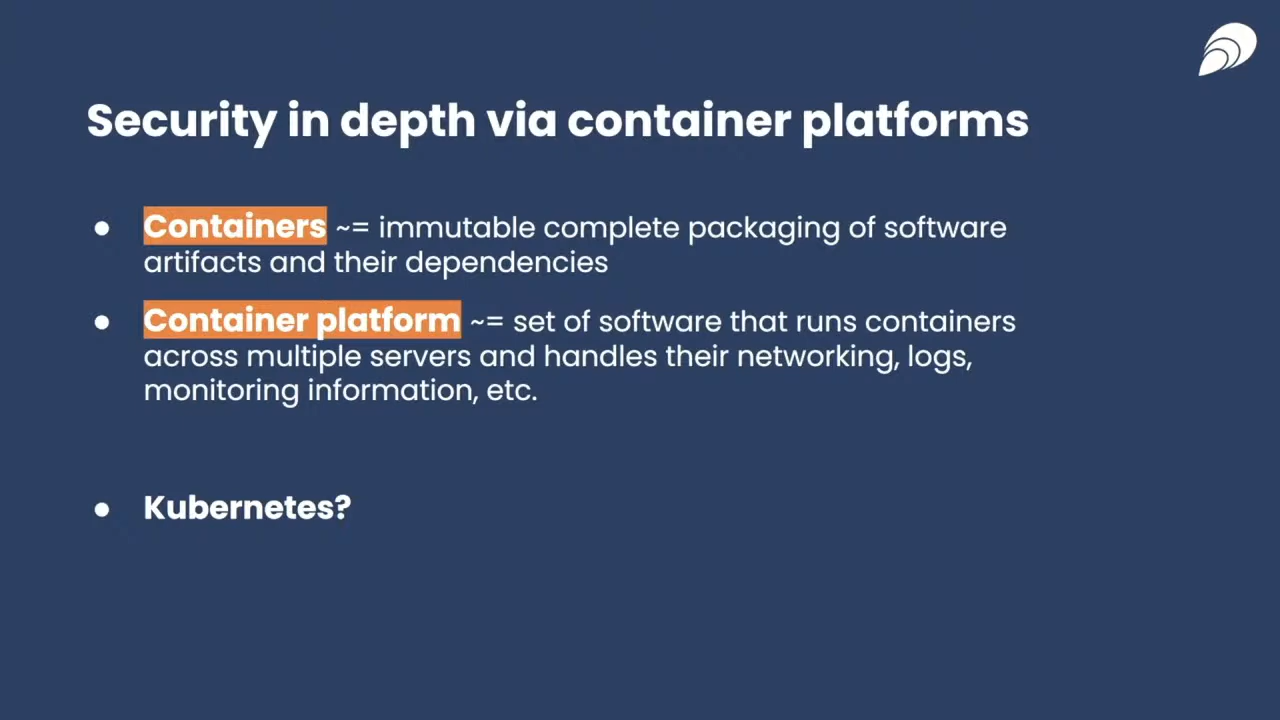 Security in depth via container platforms
● Containers ~= immutable complete packaging of software
artifacts and their dependencies
● Container platform ~= set of software that runs containers
across multiple servers and handles their networking, logs,
monitoring information, etc.
● Kubernetes?